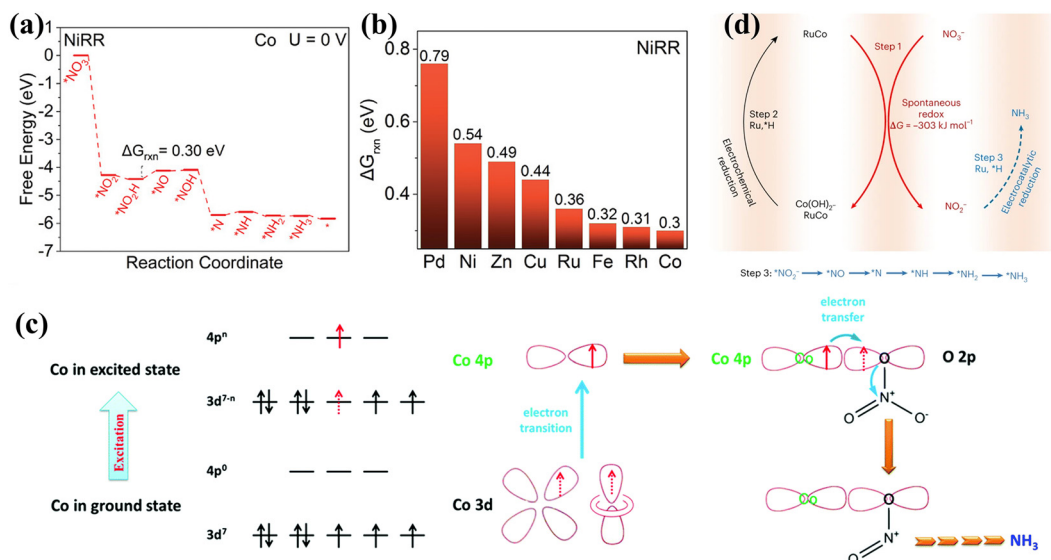 (a)
NiRR
Co U = 0 V
Free Energy (eV)
0
-1
-2
-3
-4
-5
-6
-7
*NO3
*NO2
*NO2H
ΔGrxn = 0.30 eV
*NO
*NOH
*N
*NH
*NH2
*NH3
*
Reaction Coordinate
(b)
NiRR
ΔGrxn (eV)
0.8
0.6
0.4
0.79
0.54
0.49
0.44
0.36
0.32
0.31
0.3
Pd Ni Zn Cu Ru Fe Rh Co
(d)
RuCo
Step 1
NO3−
Step 2
Ru,*H
Electrochemical
reduction
Spontaneous
redox
ΔG = −303 kJ mol−1
NH3
Step 3
Ru, *H
Electrocatalytic
reduction
Co(OH)2−
RuCo
NO2−
Step 3: *NO2− *NO *N *NH *NH2 *NH3
(c)
4pn
Co in excited state
3d7-n
Excitation
4p0
Co in ground state
3d7
Co 4p
electron
transition
Co 3d
electron
transfer
Co 4p
Co
O
O 2p
N+
O
O-
Co
O
N+
O
NH3